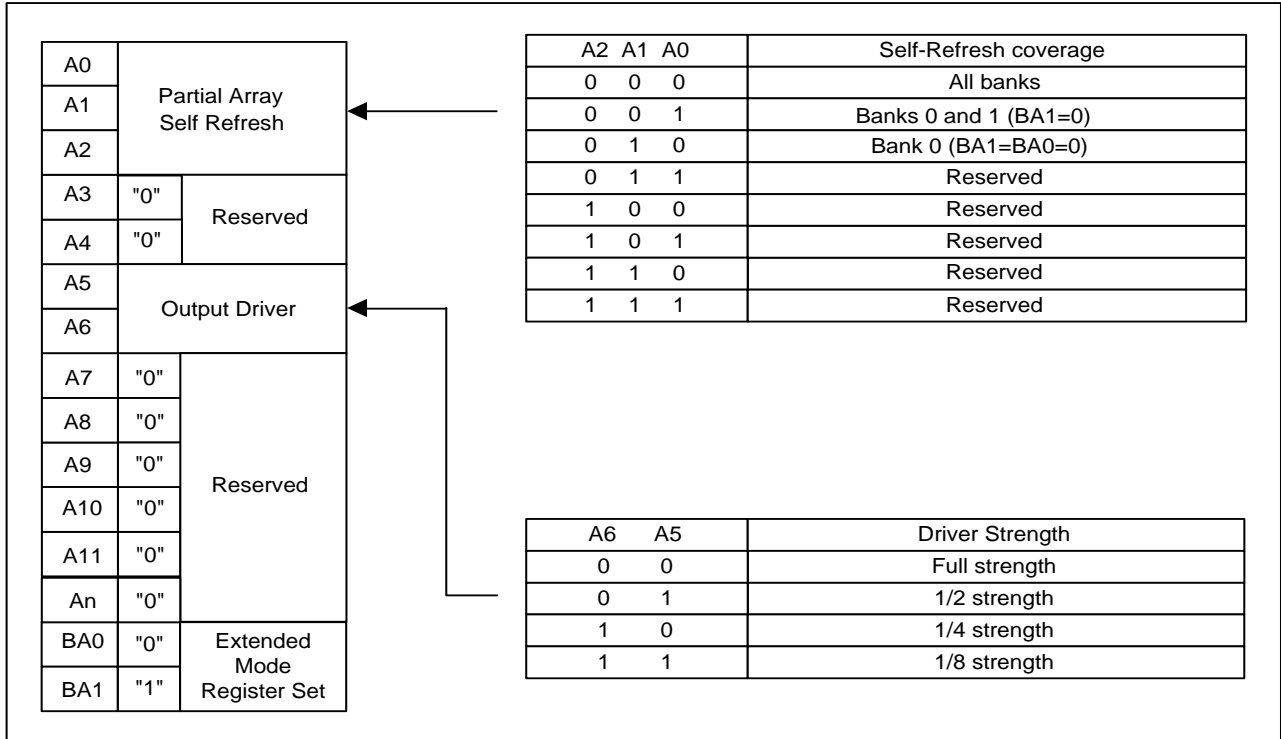 A0
A1
A2
Partial Array
Self Refresh
A3 "0"
A4 "0"
Reserved
A5
A6
Output Driver
A7 "0"
A8 "0"
A9 "0"
A10 "0"
A11 "0"
An "0"
Reserved
BA0 "0"
BA1 "1"
Extended
Mode
Register Set
A2 A1 A0 Self-Refresh coverage
0 0 0 All banks
0 0 1 Banks 0 and 1 (BA1=0)
0 1 0 Bank 0 (BA1=BA0=0)
0 1 1 Reserved
1 0 0 Reserved
1 0 1 Reserved
1 1 0 Reserved
1 1 1 Reserved
A6 A5 Driver Strength
0 0 Full strength
0 1 1/2 strength
1 0 1/4 strength
1 1 1/8 strength